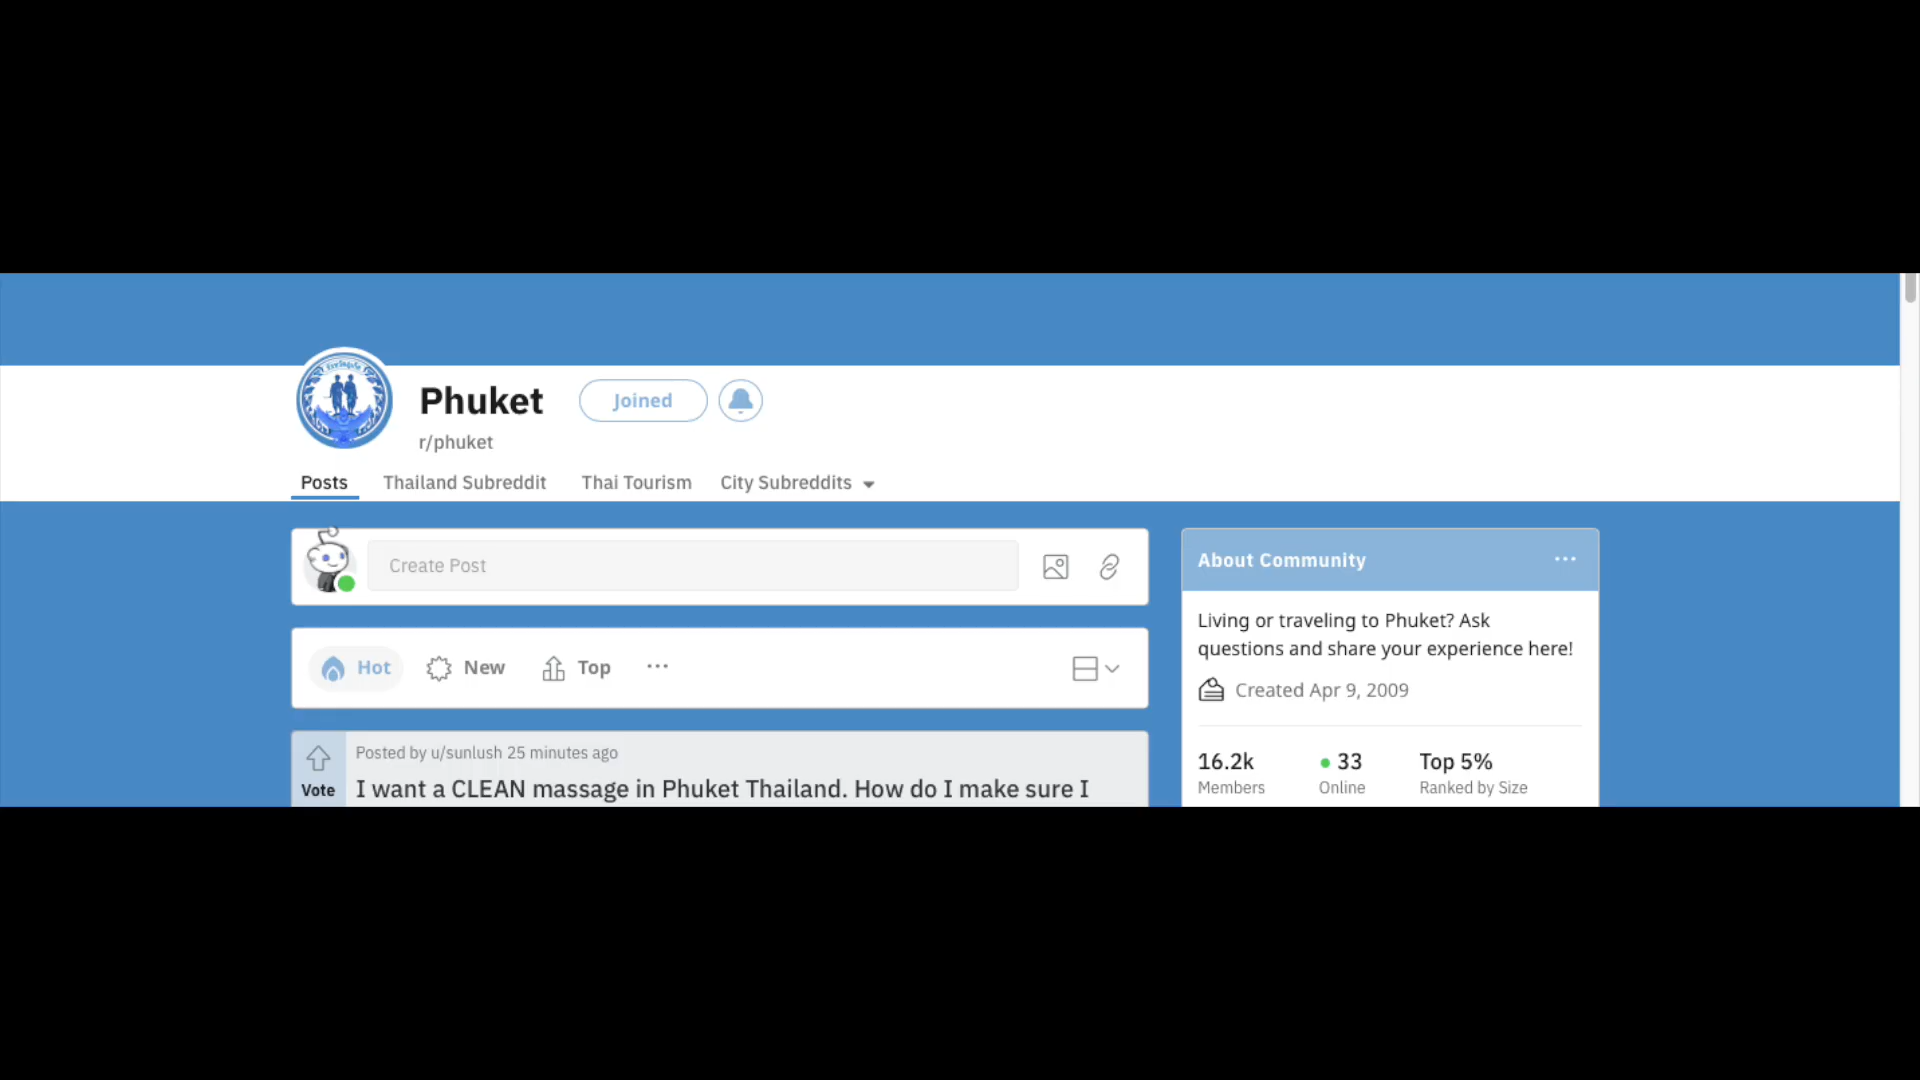 Phuket
Joined
r/phuket
Posts
Thailand Subreddit
Thai Tourism
City Subreddits
Create Post
Hot
New
Top
Posted by u/sunlush 25 minutes ago
Vote
I want a CLEAN massage in Phuket Thailand. How do I make sure I
About Community
Living or traveling to Phuket? Ask
questions and share your experience here!
Created Apr 9, 2009
16.2k
Members
33
Online
Top 5%
Ranked by Size